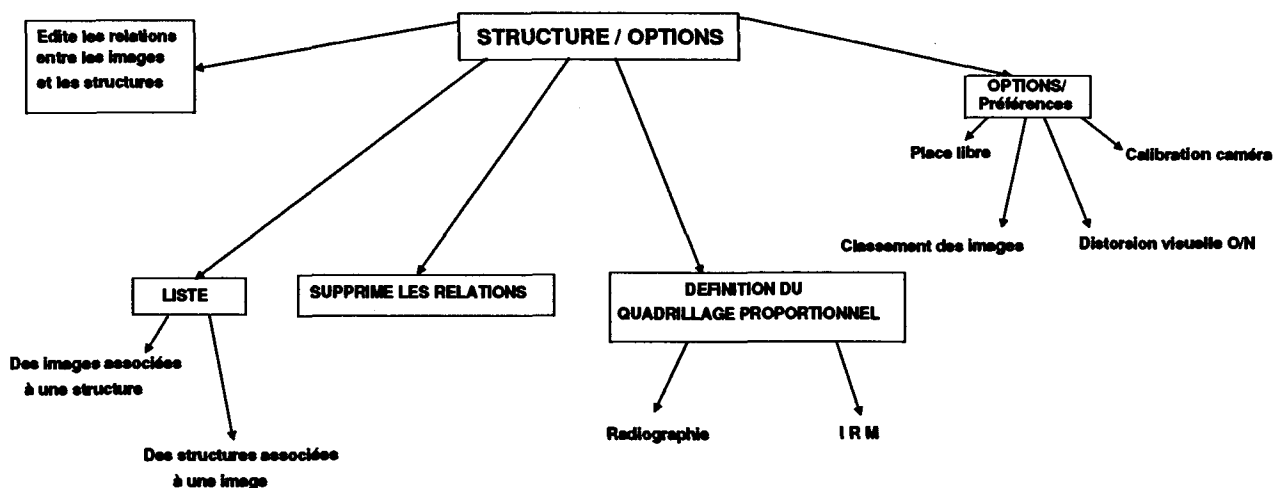 STRUCTURE / OPTIONS
Edite les relations
entre les images
et les structures
OPTIONS/
Préférences
Place libre
Calibration caméra
Classement des images
Distorsion visuelle O/N
LISTE
SUPPRIME LES RELATIONS
DEFINITION DU
QUADRILLAGE PROPORTIONNEL
Des images associées
à une structure
Radiographie
I R M
Des structures associées
à une image